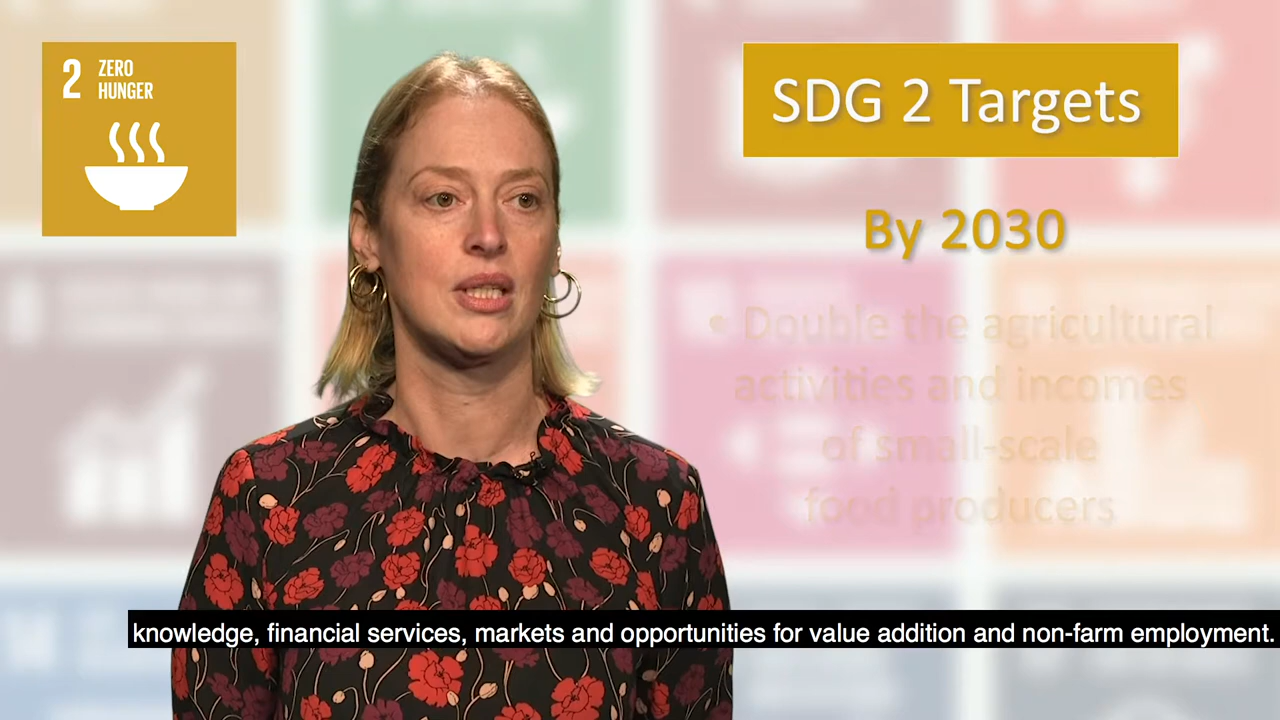 2 ZERO
HUNGER
SDG 2 Targets
By 2030
• Double the agricultural
activities and incomes
of small-scale
food producers
knowledge, financial services, markets and opportunities for value addition and non-farm employment.